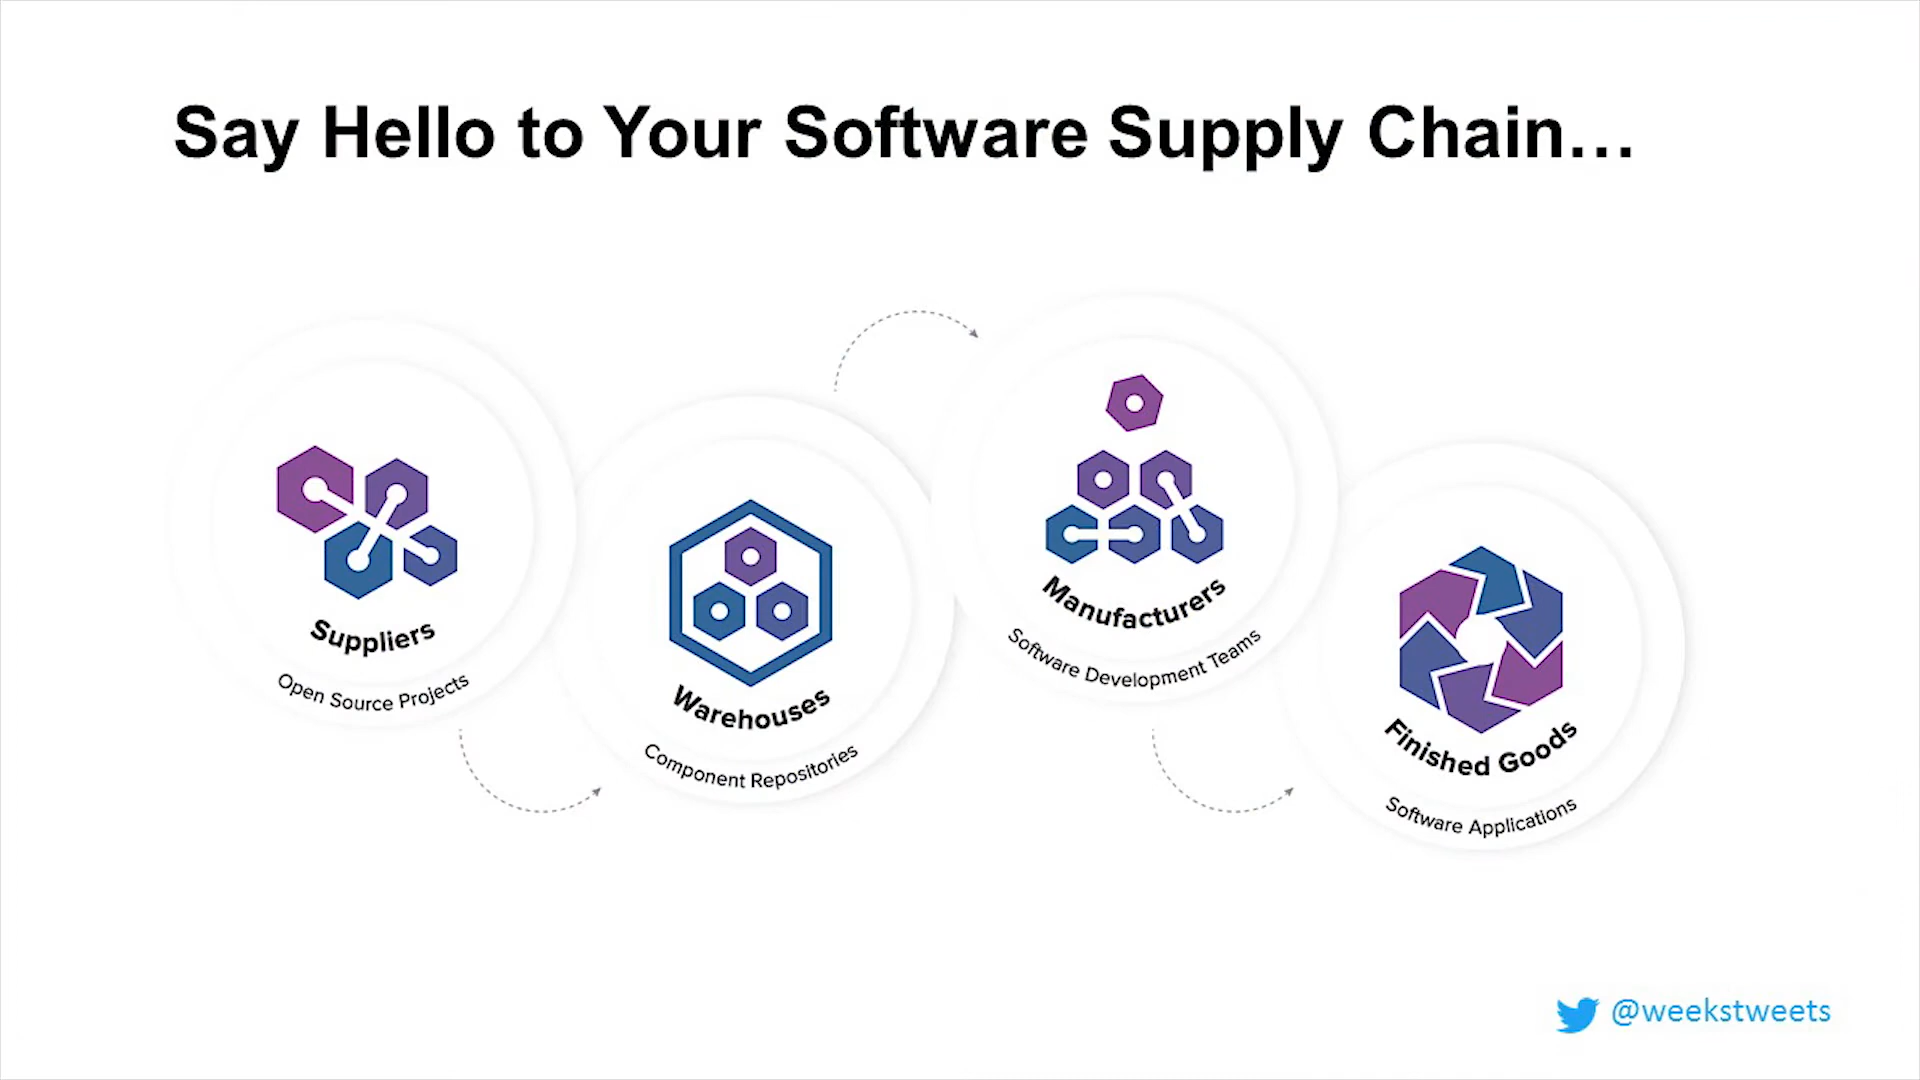 Say Hello to Your Software Supply Chain…
Suppliers
Open Source Projects
Warehouses
Component Repositories
Manufacturers
Software Development Teams
Finished Goods
Software Applications
@weekstweets